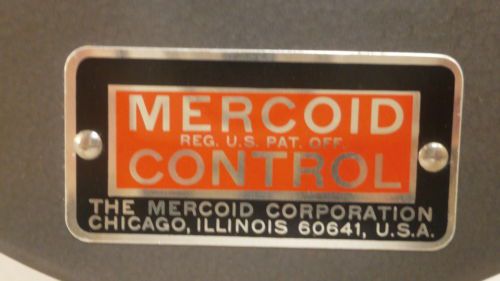 MERCOID
REG. U.S. PAT. OFF.
CONTROL
THE MERCOID CORPORATION
CHICAGO, ILLINOIS 60641, U.S.A.